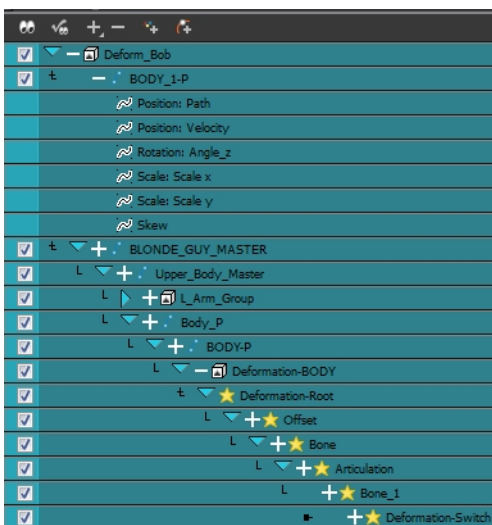 Deform_Bob
BODY_1-P
Position: Path
Position: Velocity
Rotation: Angle_z
Scale: Scale x
Scale: Scale y
Skew
BLONDE_GUY_MASTER
Upper_Body_Master
L_Arm_Group
Body_P
BODY-P
Deformation-BODY
Deformation-Root
Offset
Bone
Articulation
Bone_1
Deformation-Switch